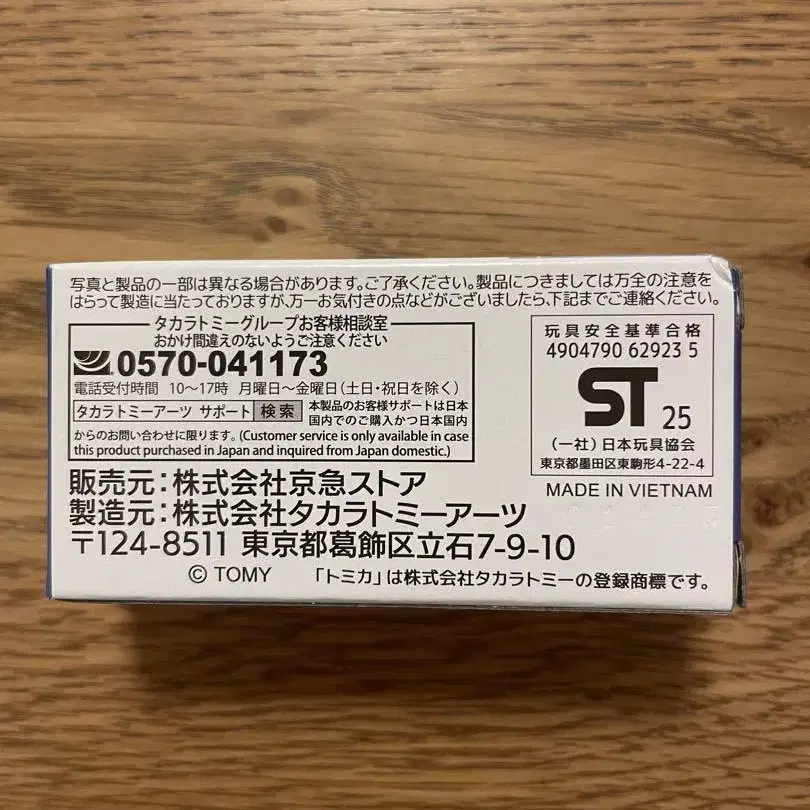 写真と製品の一部は異なる場合があります。ご了承ください。製品につきましては万全の注意を
はらって製造に当たっておりますが、万一お気付きの点などがございましたら、下記までご連絡ください。
タカラトミーグループお客様相談室
おかけ間違えのないようご注意ください
0570-041173
電話受付時間 10〜17時 月曜日〜金曜日(土日・祝日を除く)
タカラトミーアーツ サポート 検索 本製品のお客様サポートは日本
国内でのご購入かつ日本国内
からのお問い合わせに限ります。(Customer service is only available in case
this product purchased in Japan and inquired from Japan domestic.)
玩具安全基準合格
4904790 62923 5
ST 25
(一社)日本玩具協会
東京都墨田区東駒形4-22-4
MADE IN VIETNAM
販売元:株式会社京急ストア
製造元:株式会社タカラトミーアーツ
〒124-8511 東京都葛飾区立石7-9-10
© TOMY 「トミカ」は株式会社タカラトミーの登録商標です。